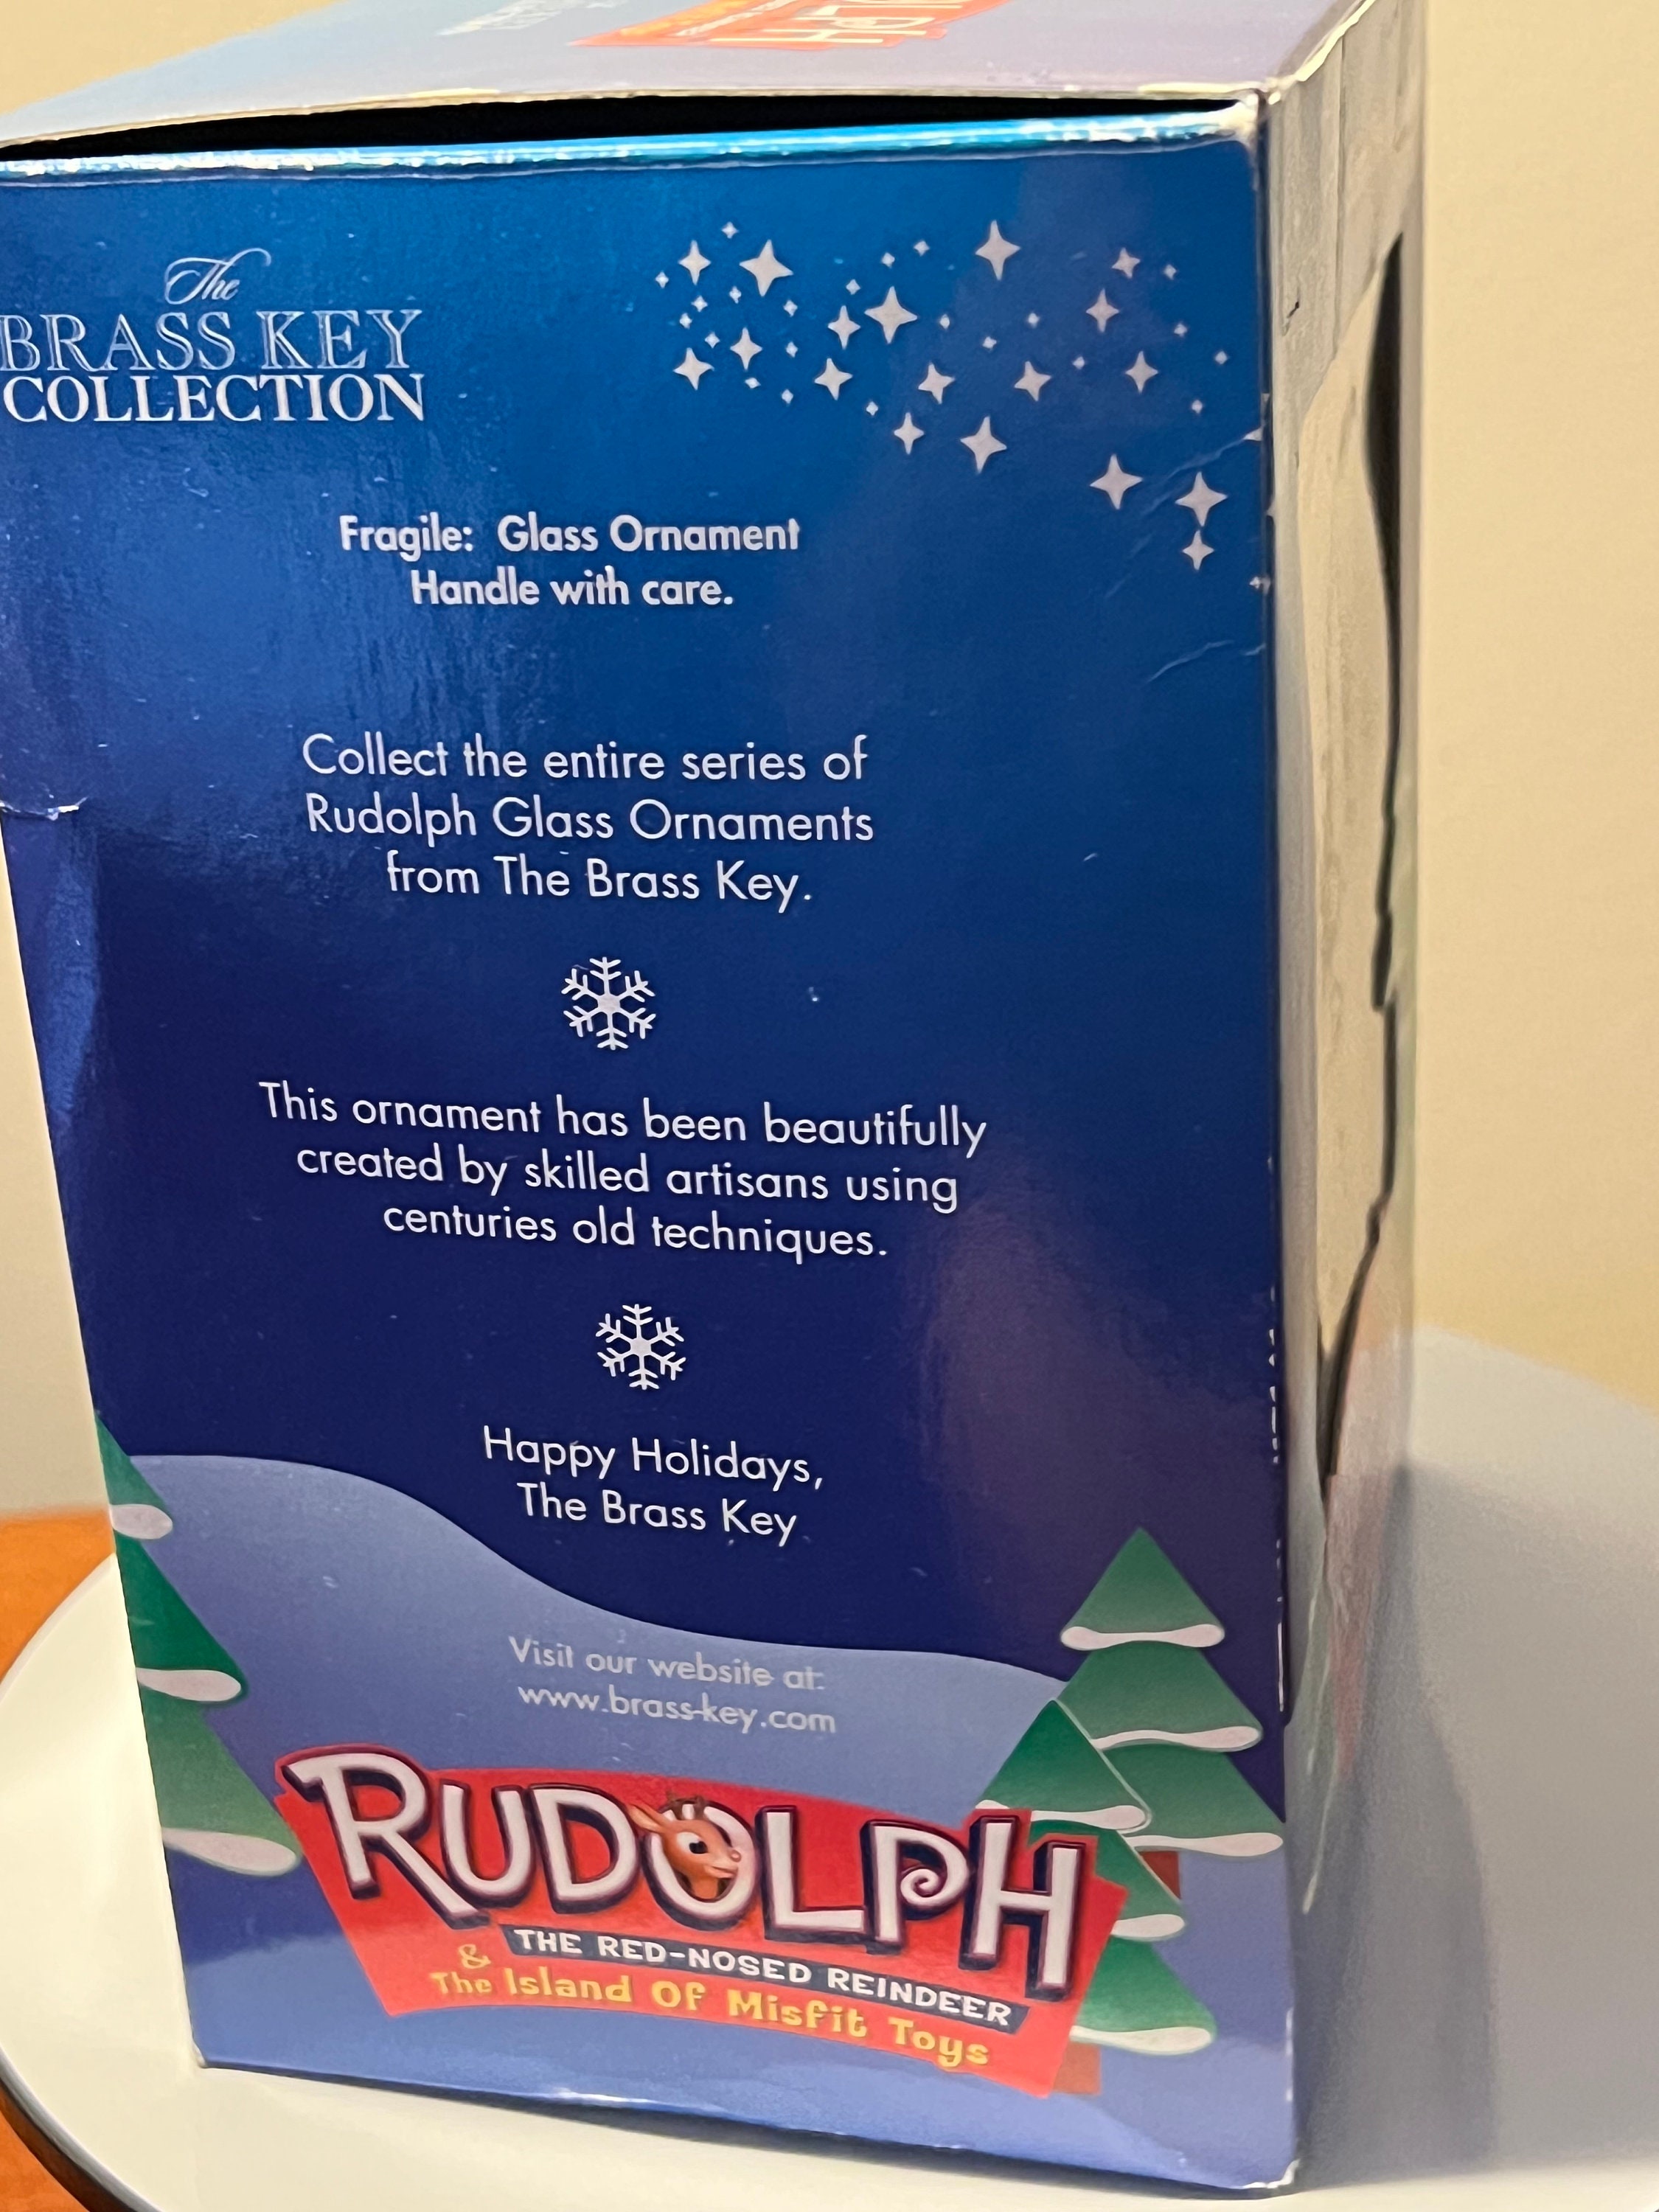 The
BRASS KEY
COLLECTION
Fragile: Glass Ornament
Handle with care.
Collect the entire series of
Rudolph Glass Ornaments
from The Brass Key.
This ornament has been beautifully
created by skilled artisans using
centuries old techniques.
Happy Holidays,
The Brass Key
Visit our website at:
www.brass-key.com
RUDOLPH
THE RED-NOSED REINDEER
& The Island Of Misfit Toys